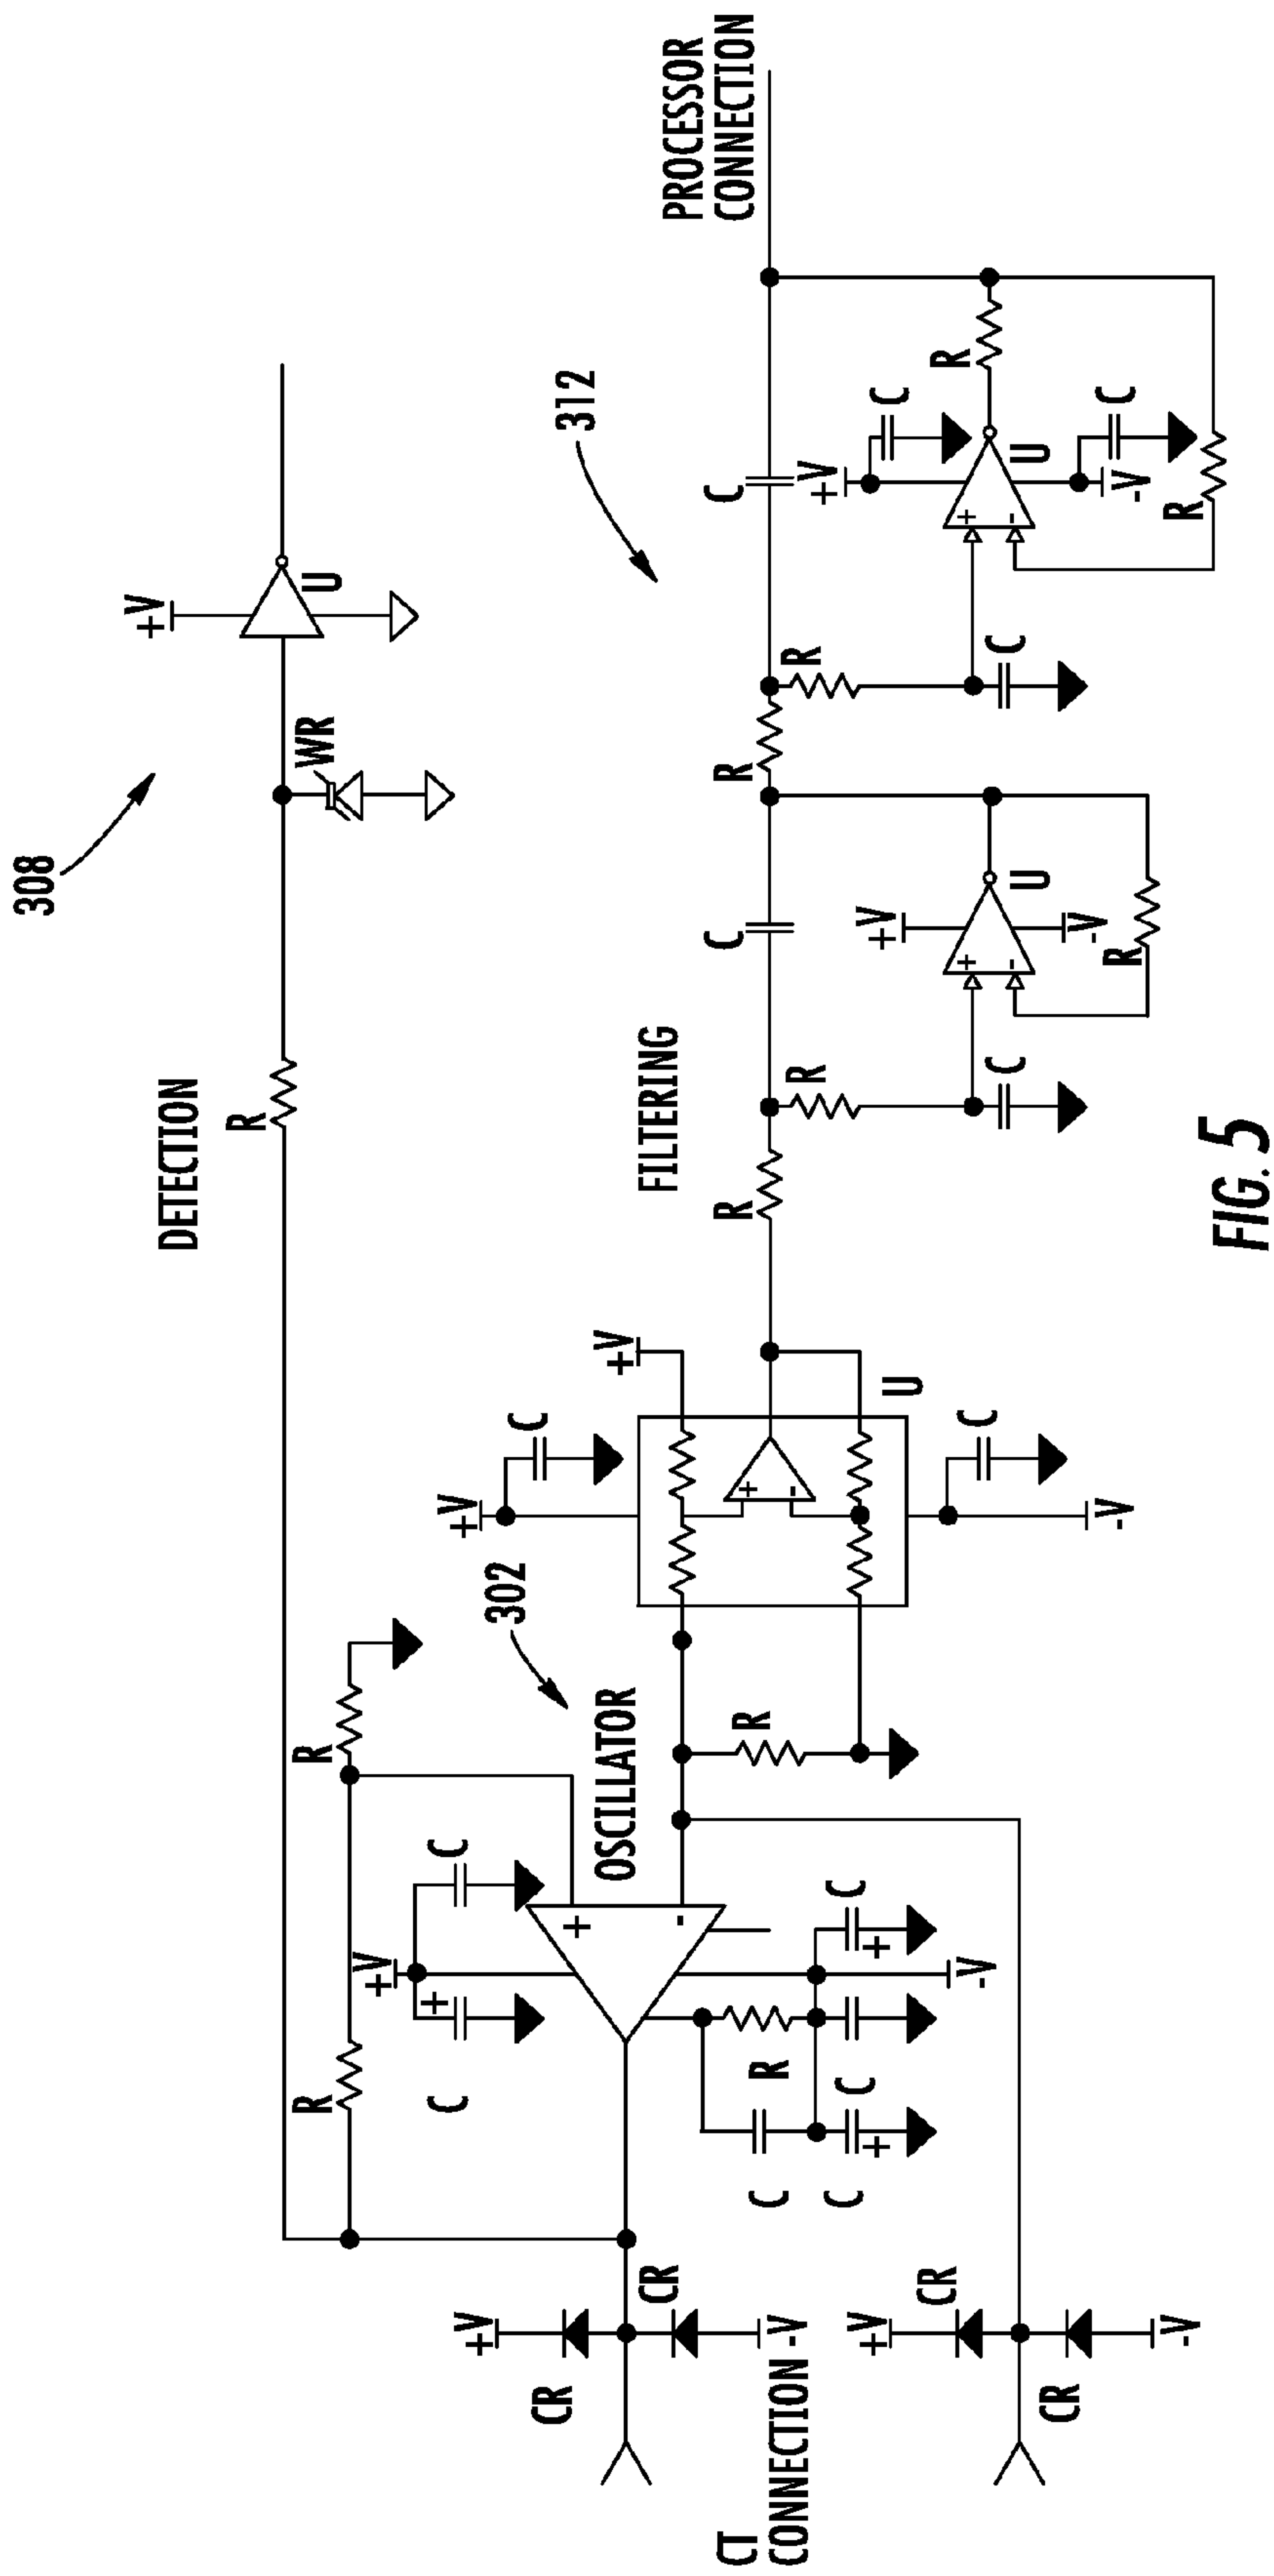 308
+V
DETECTION
R
WR
U
R
R
+V
+
C
C
+V
C
+V
302
CR
312
+
OSCILLATOR
+V
CR
FILTERING
-
PROCESSOR
CONNECTION
R
R
R
C
C
CT
CONNECTION -V
R
C
+
-
R
R
+V
C
C
+
C
+
C
+V
+V
C
U
R
CR
-V
C
+
-
U
+
-
U
C
C
CR
-V
-V
-V
C
R
-V
R
-V
FIG. 5